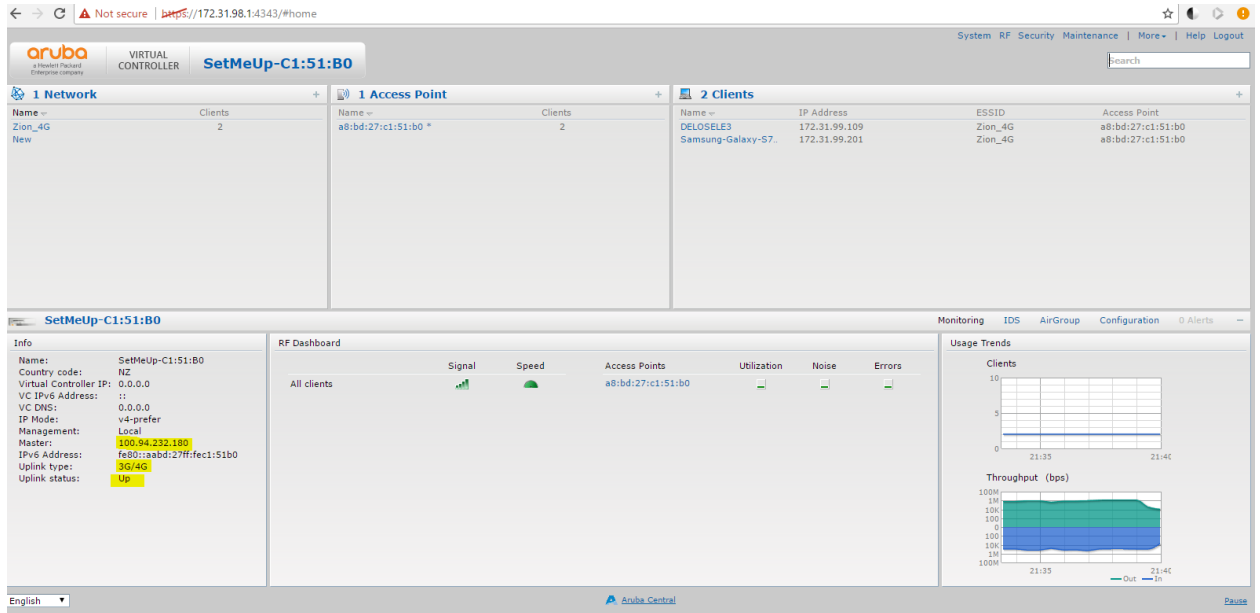 Not secure | https://172.31.98.1:4343/#home
System RF Security Maintenance | More | Help Logout
aruba
a Hewlett Packard
Enterprise company
VIRTUAL
CONTROLLER
SetMeUp-C1:51:B0
Search
1 Network +
Name Clients
Zion_4G 2
New
1 Access Point +
Name Clients
a8:bd:27:c1:51:b0 * 2
2 Clients +
Name IP Address ESSID Access Point
DELOSELE3 172.31.99.109 Zion_4G a8:bd:27:c1:51:b0
Samsung-Galaxy-S7.. 172.31.99.201 Zion_4G a8:bd:27:c1:51:b0
SetMeUp-C1:51:B0
Monitoring IDS AirGroup Configuration 0 Alerts
Info
Name: SetMeUp-C1:51:B0
Country code: NZ
Virtual Controller IP: 0.0.0.0
VC IPv6 Address: ::
VC DNS: 0.0.0.0
IP Mode: v4-prefer
Management: Local
Master: 100.94.232.180
IPv6 Address: fe80::aabd:27ff:fec1:51b0
Uplink type: 3G/4G
Uplink status: Up
RF Dashboard
Signal Speed Access Points Utilization Noise Errors
All clients a8:bd:27:c1:51:b0
Usage Trends
Clients
10
5
0
21:35 21:40
Throughput (bps)
100M
1M
10K
100
0
100
10K
1M
100M
21:35 21:40
Out In
English
Aruba Central
Pause